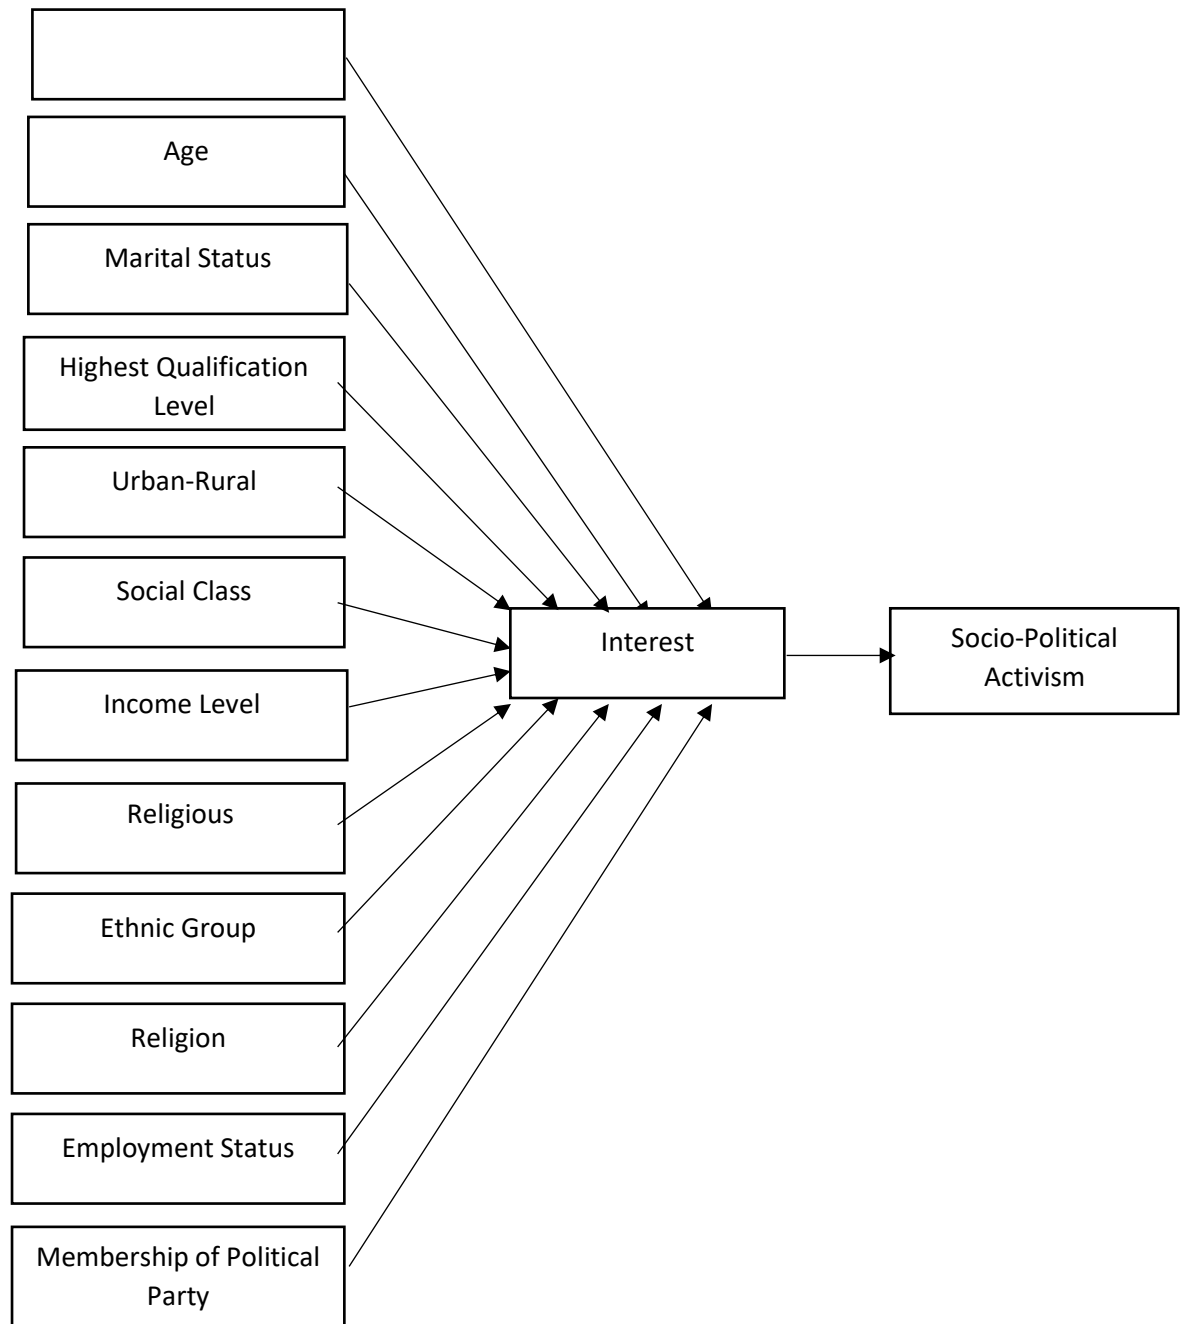 Age
Marital Status
Highest Qualification
Level
Urban-Rural
Social Class
Income Level
Religious
Ethnic Group
Religion
Employment Status
Membership of Political
Party
Interest
Socio-Political
Activism